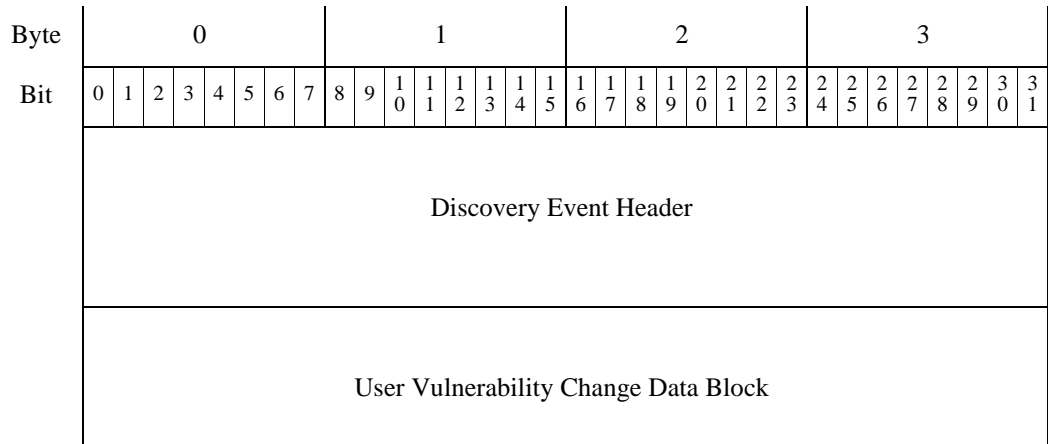 Byte 0 1 2 3
Bit 0 1 2 3 4 5 6 7 8 9 10 11 12 13 14 15 16 17 18 19 20 21 22 23 24 25 26 27 28 29 30 31
Discovery Event Header
User Vulnerability Change Data Block